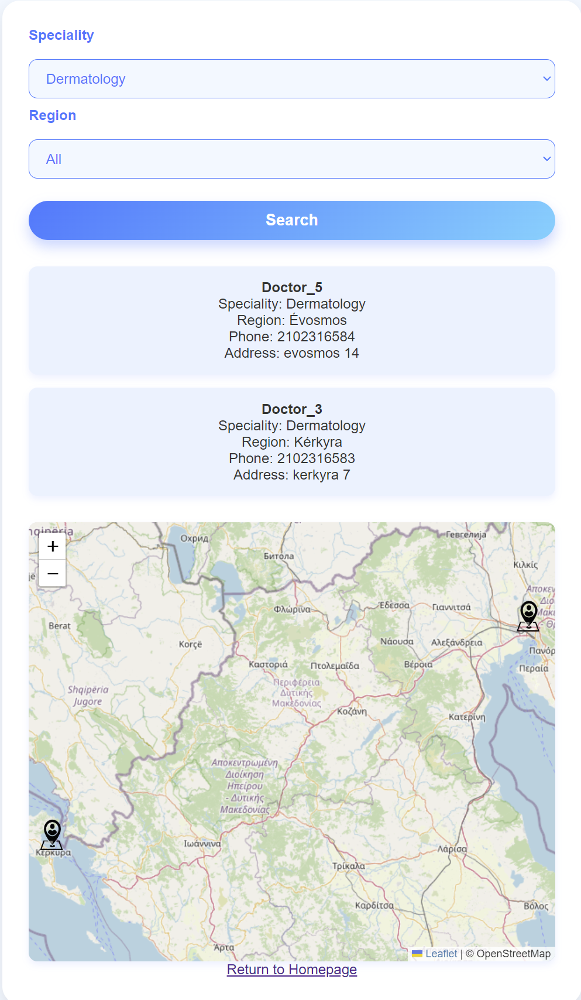 Speciality
Dermatology
Region
All
Search
Doctor_5
Speciality: Dermatology
Region: Évosmos
Phone: 2102316584
Address: evosmos 14
Doctor_3
Speciality: Dermatology
Region: Kérkyra
Phone: 2102316583
Address: kerkyra 7
+
−
Охрид
Гевгелија
Битола
Κιλκίς
Φλώρινα
Έδεσσα
Γιαννιτσά
Berat
Korçë
Νάουσα
Αλεξάνδρεια
Καστοριά
Πτολεμαΐδα
Βέροια
Περαία
Περιφέρεια
Δυτικής
Μακεδονίας
Shqipëria
Jugore
Κοζάνη
Κατερίνη
Αποκεντρωμένη
Διοίκηση
Ηπείρου
- Δυτικής
Μακεδονίας
Κέρκυρα
Ιωάννινα
Λάρισα
Τρίκαλα
Καρδίτσα
Βόλος
Άρτα
Leaflet | © OpenStreetMap
Return to Homepage